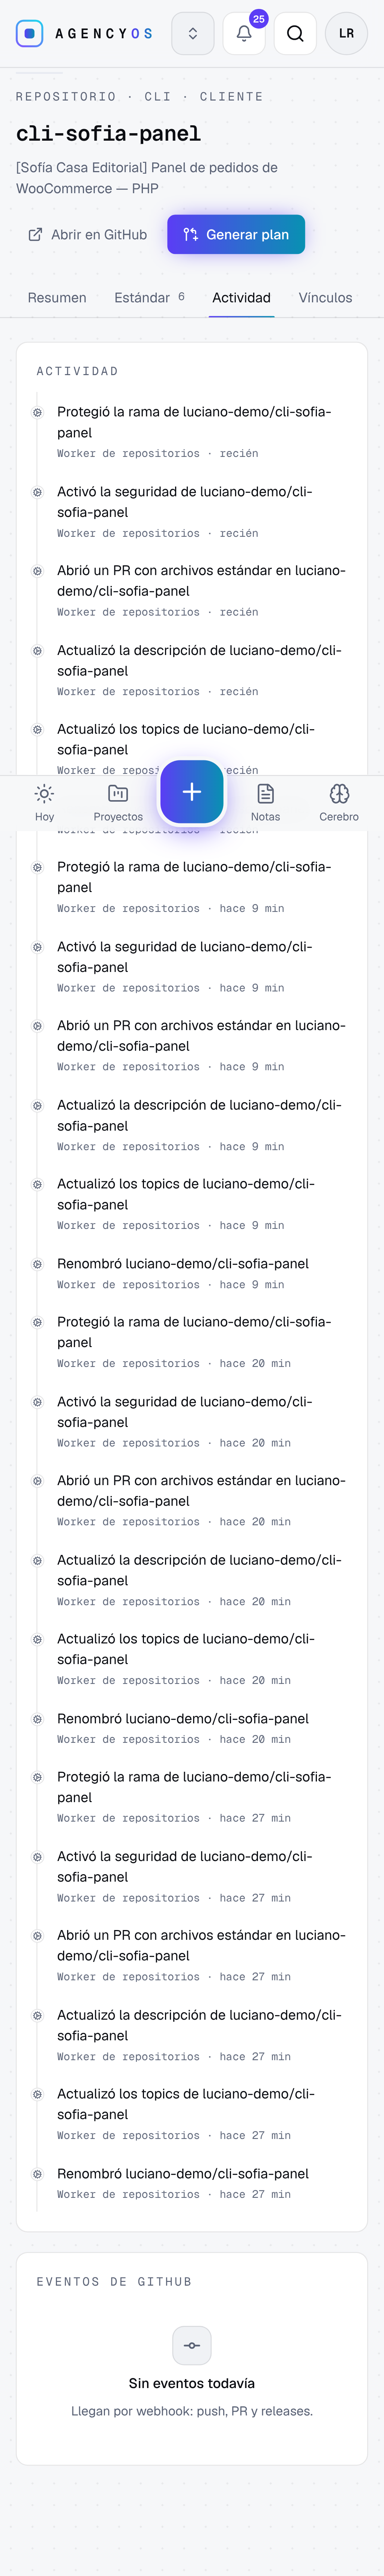 AGENCYOS
25
LR
REPOSITORIO · CLI · CLIENTE
cli-sofia-panel
[Sofía Casa Editorial] Panel de pedidos de
WooCommerce — PHP
Abrir en GitHub
Generar plan
Resumen
Estándar 6
Actividad
Vínculos
ACTIVIDAD
Protegió la rama de luciano-demo/cli-sofia-
panel
Worker de repositorios · recién
Activó la seguridad de luciano-demo/cli-
sofia-panel
Worker de repositorios · recién
Abrió un PR con archivos estándar en luciano-
demo/cli-sofia-panel
Worker de repositorios · recién
Actualizó la descripción de luciano-demo/cli-
sofia-panel
Worker de repositorios · recién
Actualizó los topics de luciano-demo/cli-
sofia-panel
Worker de repositorios recién
Hoy
Proyectos
Notas
Cerebro
Protegió la rama de luciano-demo/cli-sofia-
panel
Worker de repositorios · hace 9 min
Activó la seguridad de luciano-demo/cli-
sofia-panel
Worker de repositorios · hace 9 min
Abrió un PR con archivos estándar en luciano-
demo/cli-sofia-panel
Worker de repositorios · hace 9 min
Actualizó la descripción de luciano-demo/cli-
sofia-panel
Worker de repositorios · hace 9 min
Actualizó los topics de luciano-demo/cli-
sofia-panel
Worker de repositorios · hace 9 min
Renombró luciano-demo/cli-sofia-panel
Worker de repositorios · hace 9 min
Protegió la rama de luciano-demo/cli-sofia-
panel
Worker de repositorios · hace 20 min
Activó la seguridad de luciano-demo/cli-
sofia-panel
Worker de repositorios · hace 20 min
Abrió un PR con archivos estándar en luciano-
demo/cli-sofia-panel
Worker de repositorios · hace 20 min
Actualizó la descripción de luciano-demo/cli-
sofia-panel
Worker de repositorios · hace 20 min
Actualizó los topics de luciano-demo/cli-
sofia-panel
Worker de repositorios · hace 20 min
Renombró luciano-demo/cli-sofia-panel
Worker de repositorios · hace 20 min
Protegió la rama de luciano-demo/cli-sofia-
panel
Worker de repositorios · hace 27 min
Activó la seguridad de luciano-demo/cli-
sofia-panel
Worker de repositorios · hace 27 min
Abrió un PR con archivos estándar en luciano-
demo/cli-sofia-panel
Worker de repositorios · hace 27 min
Actualizó la descripción de luciano-demo/cli-
sofia-panel
Worker de repositorios · hace 27 min
Actualizó los topics de luciano-demo/cli-
sofia-panel
Worker de repositorios · hace 27 min
Renombró luciano-demo/cli-sofia-panel
Worker de repositorios · hace 27 min
EVENTOS DE GITHUB
Sin eventos todavía
Llegan por webhook: push, PR y releases.